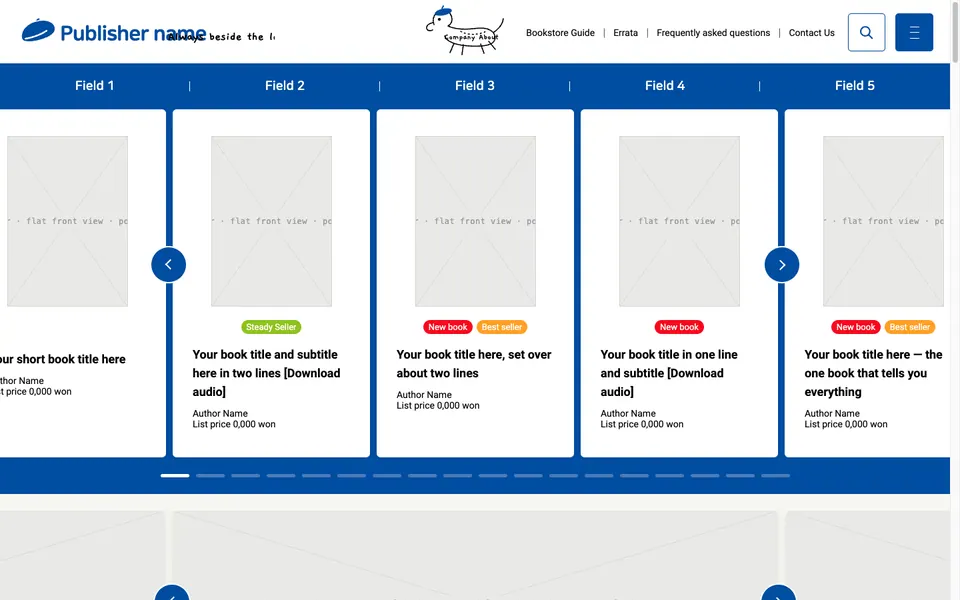 Publisher name
Always beside the
Company About
Bookstore Guide | Errata | Frequently asked questions | Contact Us
Field 1 | Field 2 | Field 3 | Field 4 | Field 5
· flat front view ·
· flat front view ·
· flat front view ·
· flat front view ·
· flat front view ·
our short book title here
thor Name
t price 0,000 won
Steady Seller
Your book title and subtitle
here in two lines [Download
audio]
Author Name
List price 0,000 won
New book Best seller
Your book title here, set over
about two lines
Author Name
List price 0,000 won
New book
Your book title in one line
and subtitle [Download
audio]
Author Name
List price 0,000 won
New book Best seller
Your book title here — the
one book that tells you
everything
Author Name
List price 0,000 won